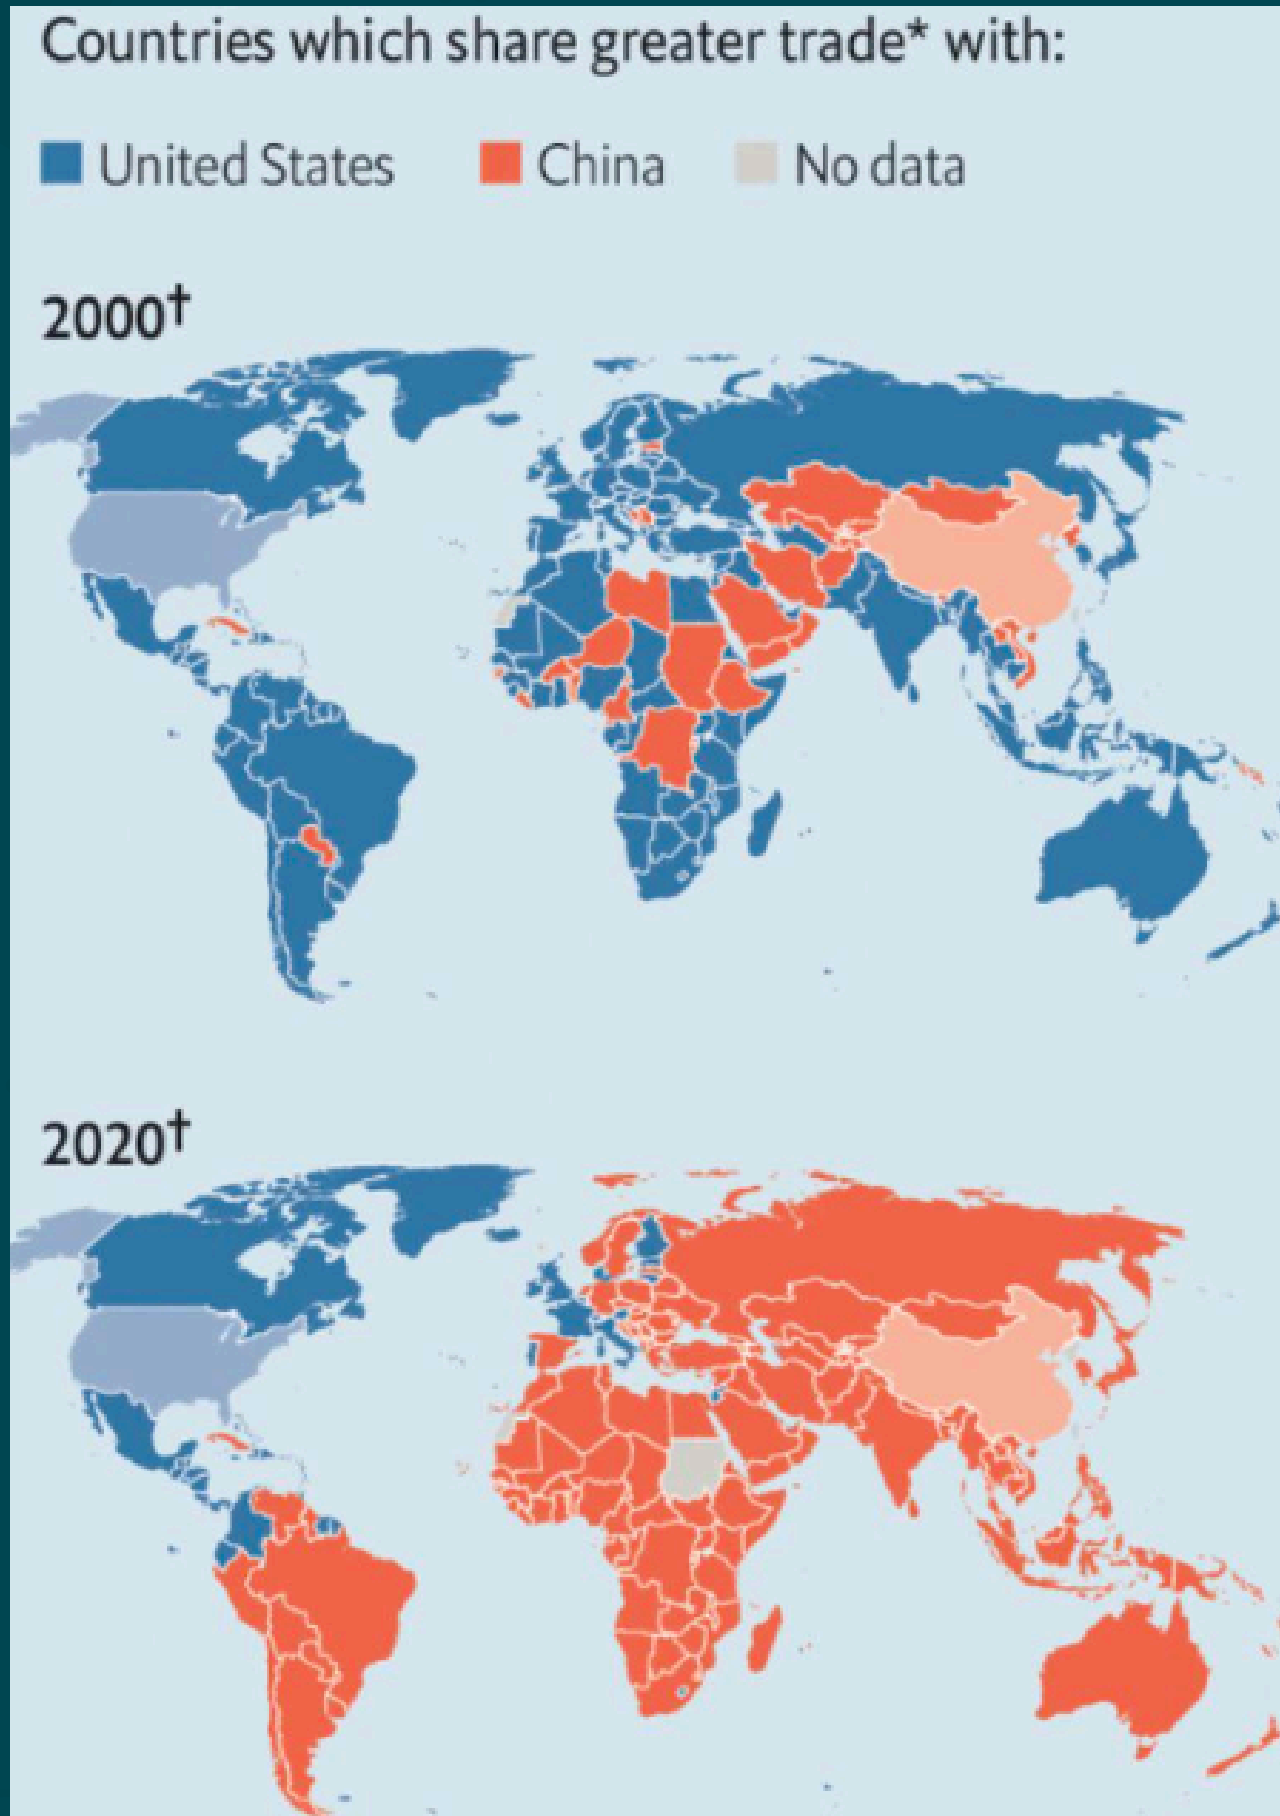 Countries which share greater trade* with:
United States China No data
2000†
2020†